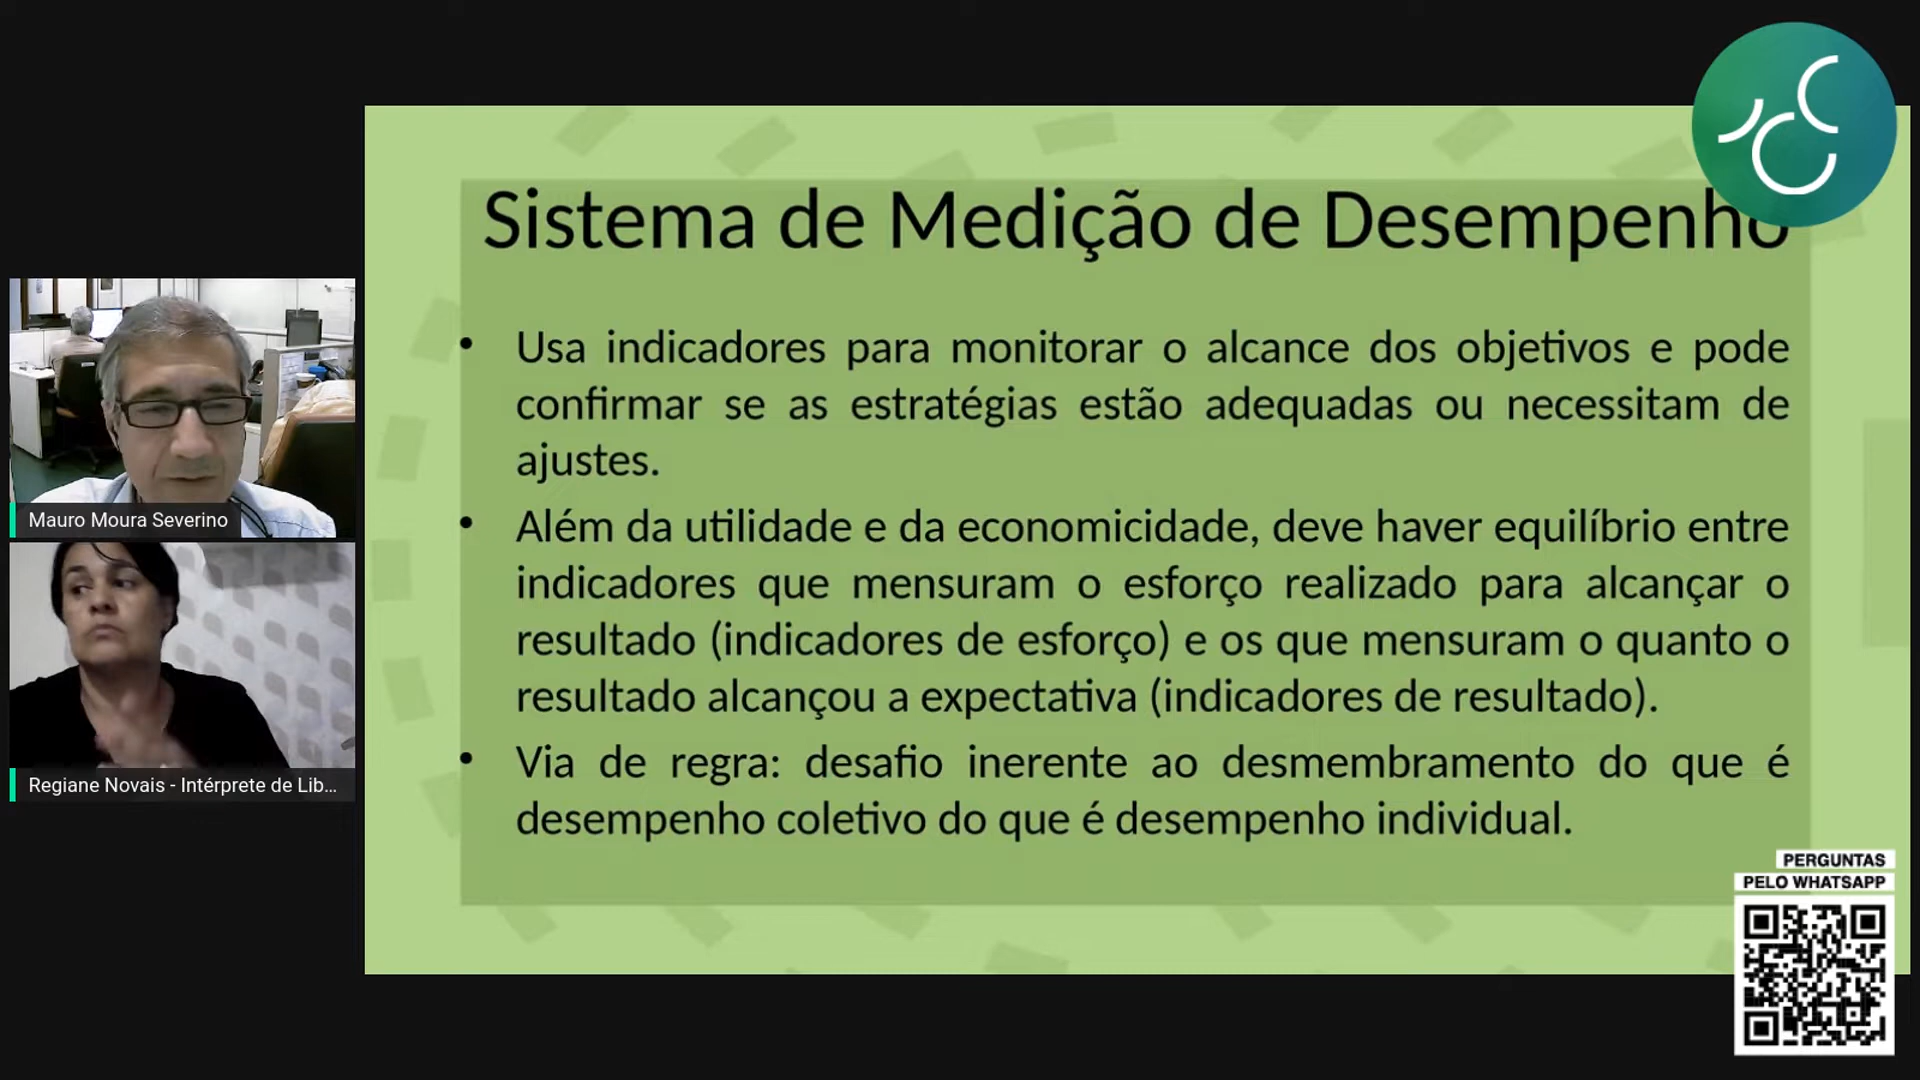 Sistema de Medição de Desempenho
• Usa indicadores para monitorar o alcance dos objetivos e pode
confirmar se as estratégias estão adequadas ou necessitam de
ajustes.
• Além da utilidade e da economicidade, deve haver equilíbrio entre
indicadores que mensuram o esforço realizado para alcançar o
resultado (indicadores de esforço) e os que mensuram o quanto o
resultado alcançou a expectativa (indicadores de resultado).
• Via de regra: desafio inerente ao desmembramento do que é
desempenho coletivo do que é desempenho individual.
Mauro Moura Severino
Regiane Novais - Intérprete de Lib...
PERGUNTAS
PELO WHATSAPP